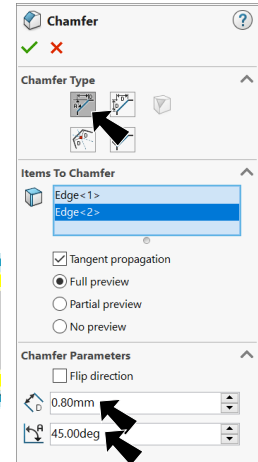 Chamfer
Chamfer Type
Items To Chamfer
Edge<1>
Edge<2>
Tangent propagation
Full preview
Partial preview
No preview
Chamfer Parameters
Flip direction
0.80mm
45.00deg